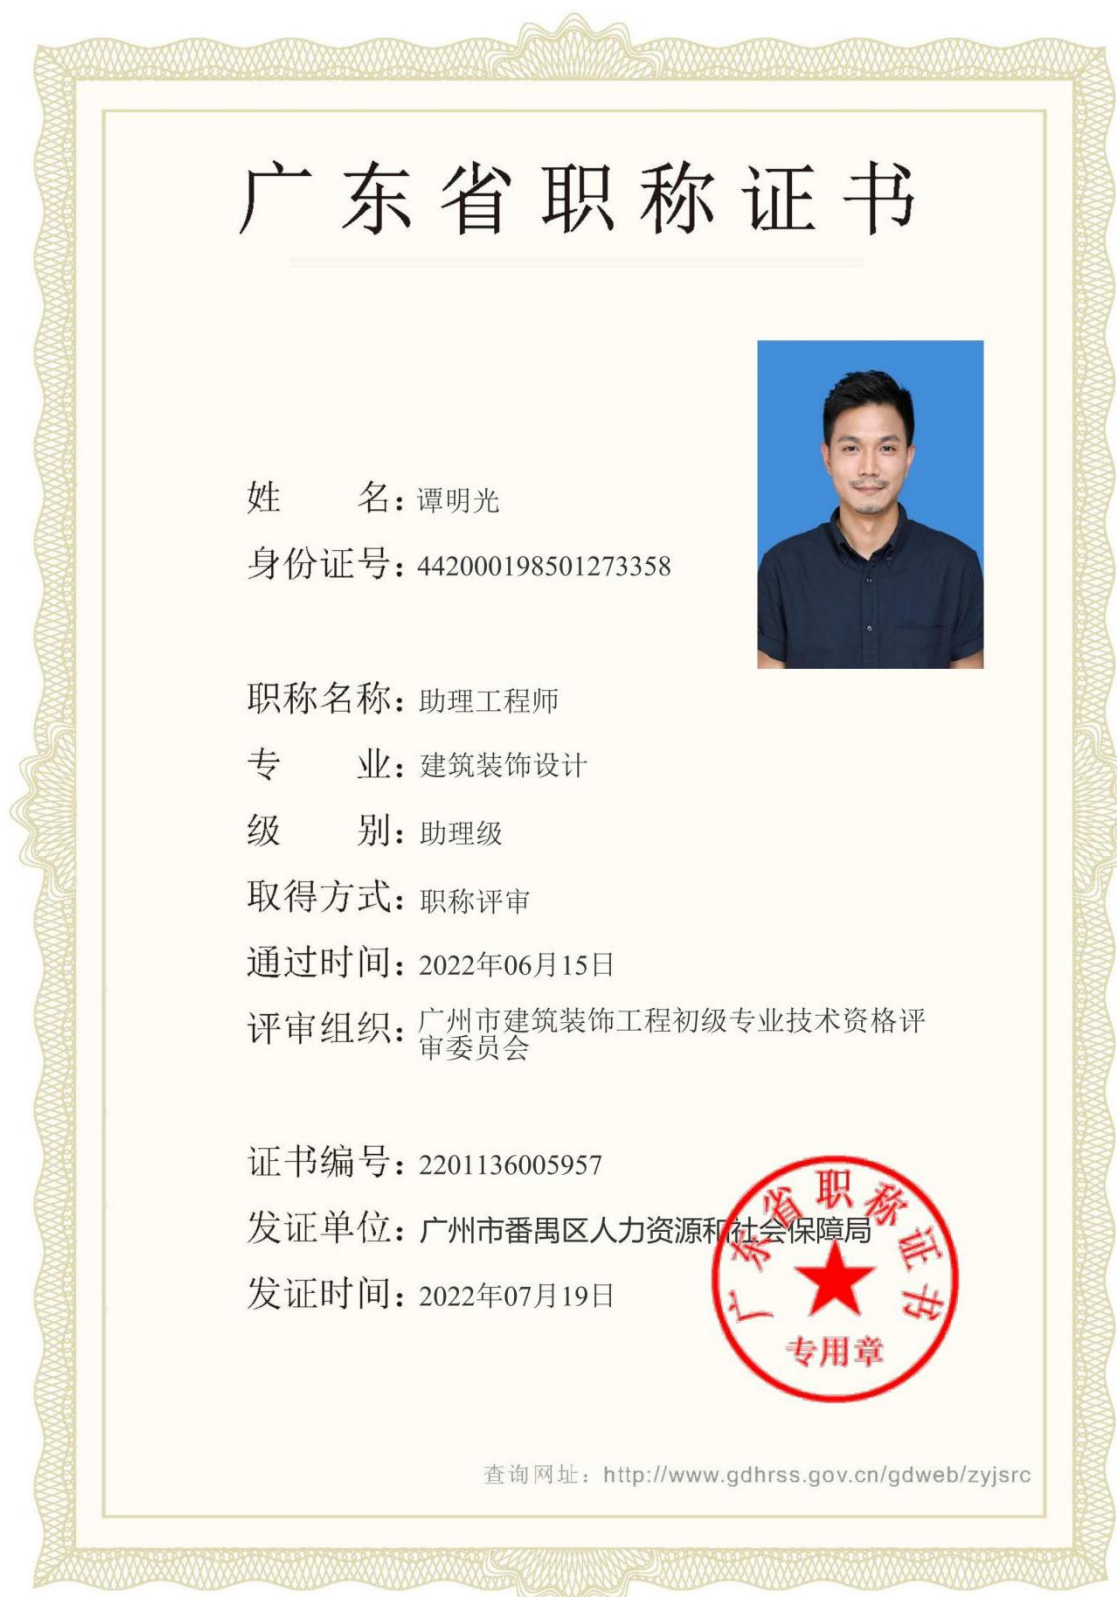 广东省职称证书
姓 名：谭明光
身份证号：442000198501273358
职称名称：助理工程师
专 业：建筑装饰设计
级 别：助理级
取得方式：职称评审
通过时间：2022年06月15日
评审组织：广州市建筑装饰工程初级专业技术资格评
审委员会
证书编号：2201136005957
发证单位：广州市番禺区人力资源和社会保障局
发证时间：2022年07月19日
广东省职称证书
专用章
查询网址：http://www.gdhrss.gov.cn/gdweb/zyjsrc